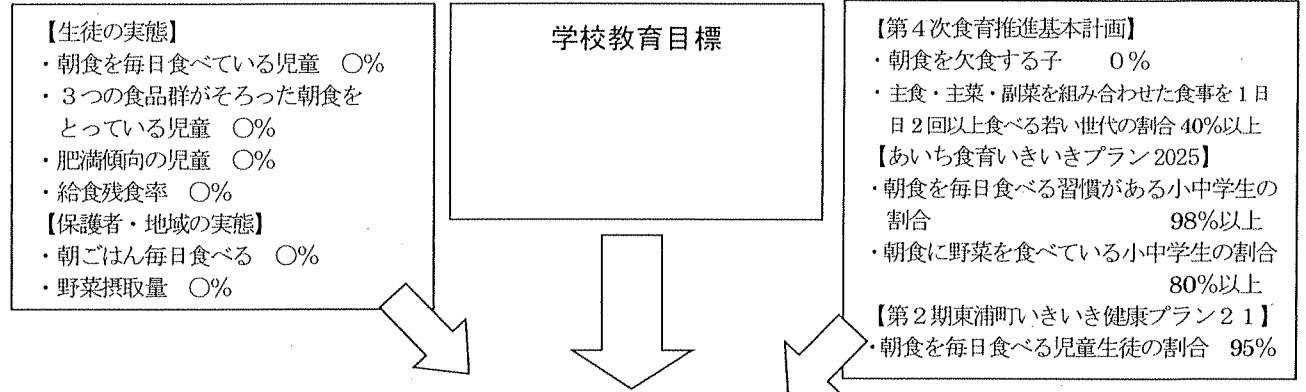 【生徒の実態】
・朝食を毎日食べている児童　〇%
・３つの食品群がそろった朝食を
とっている児童　〇%
・肥満傾向の児童　〇%
・給食残食率　〇%
【保護者・地域の実態】
・朝ごはん毎日食べる　〇%
・野菜摂取量　〇%
学校教育目標
【第４次食育推進基本計画】
・朝食を欠食する子　　０%
・主食・主菜・副菜を組み合わせた食事を１日
日２回以上食べる若い世代の割合 40%以上
【あいち食育いきいきプラン 2025】
・朝食を毎日食べる習慣がある小中学生の
割合　　　　　　　　98%以上
・朝食に野菜を食べている小中学生の割合
80%以上
【第２期東浦町いきいき健康プラン２１】
・朝食を毎日食べる児童生徒の割合　95%